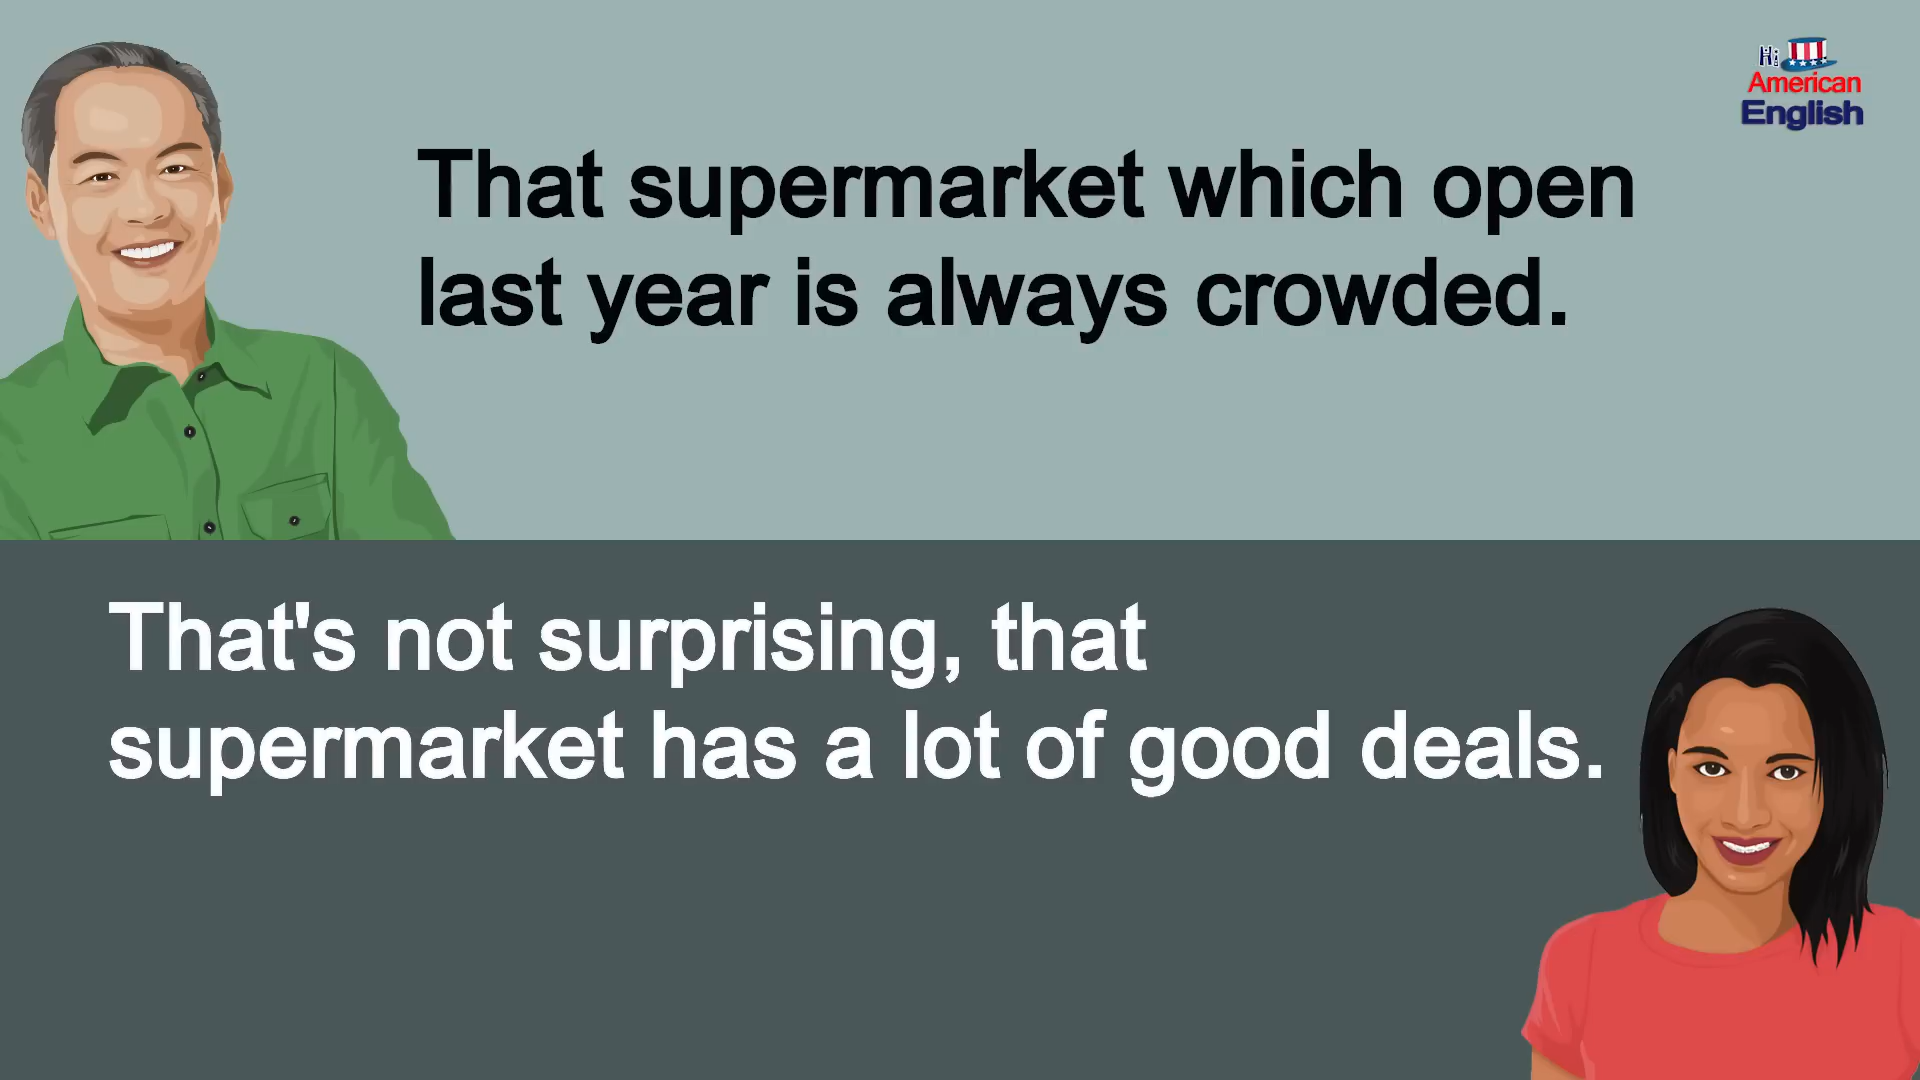 Hi
American
English
That supermarket which open
last year is always crowded.
That's not surprising, that
supermarket has a lot of good deals.